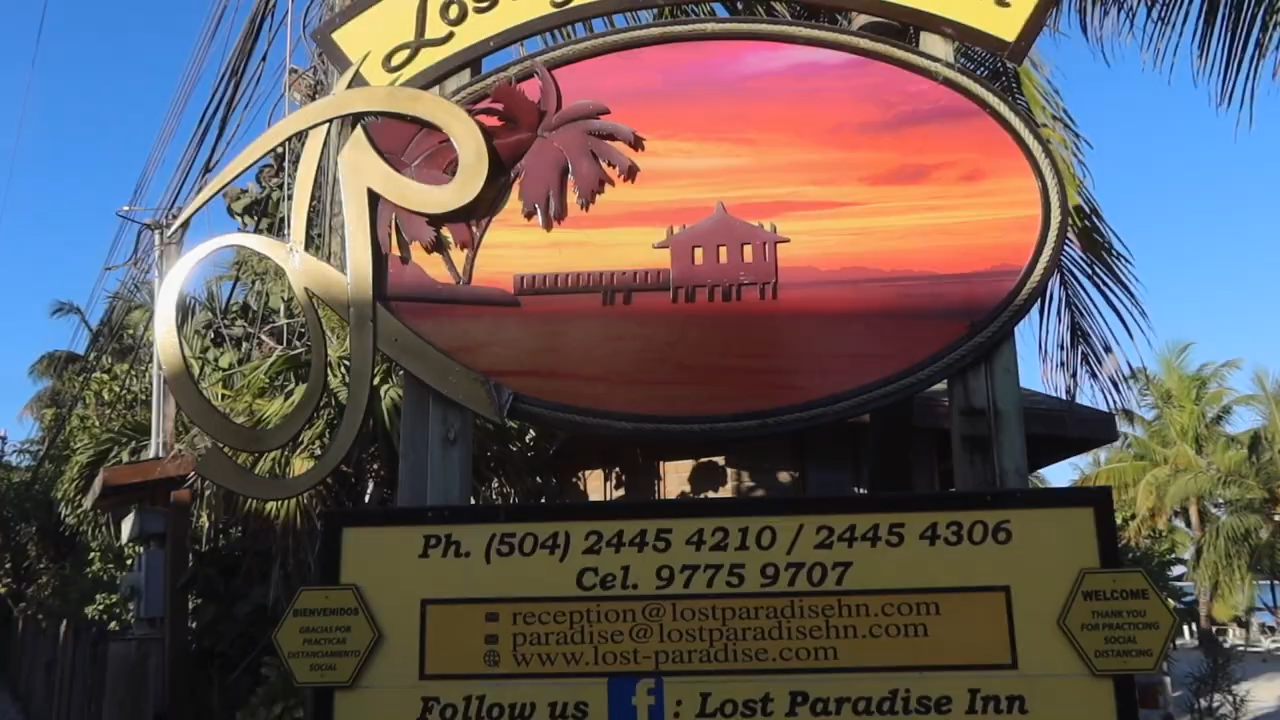 Los
Ph. (504) 2445 4210 / 2445 4306
Cel. 9775 9707
reception@lostparadisehn.com
paradise@lostparadisehn.com
www.lost-paradise.com
BIENVENIDOS
GRACIAS POR
PRACTICAR
DISTANCIAMIENTO
SOCIAL
WELCOME
THANK YOU
FOR PRACTICING
SOCIAL
DISTANCING
Follow us f : Lost Paradise Inn